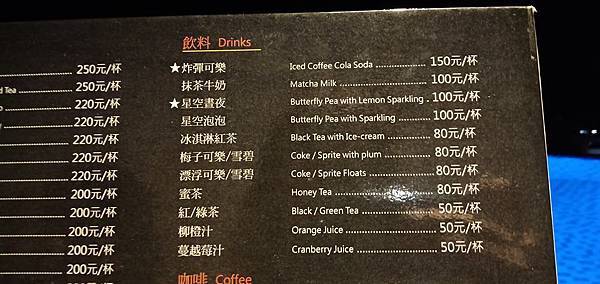 飲料 Drinks
250元/杯
★炸彈可樂 Iced Coffee Cola Soda 150元/杯
d Tea 250元/杯
抹茶牛奶 Matcha Milk 100元/杯
220元/杯
★星空晝夜 Butterfly Pea with Lemon Sparkling 100元/杯
220元/杯
星空泡泡 Butterfly Pea with Sparkling 100元/杯
220元/杯
冰淇淋紅茶 Black Tea with Ice-cream 80元/杯
220元/杯
梅子可樂/雪碧 Coke / Sprite with plum 80元/杯
220元/杯
漂浮可樂/雪碧 Coke / Sprite Floats 80元/杯
200元/杯
蜜茶 Honey Tea 80元/杯
200元/杯
紅/綠茶 Black / Green Tea 50元/杯
200元/杯
柳橙汁 Orange Juice 50元/杯
200元/杯
蔓越莓汁 Cranberry Juice 50元/杯
200元/杯
咖啡 Coffee